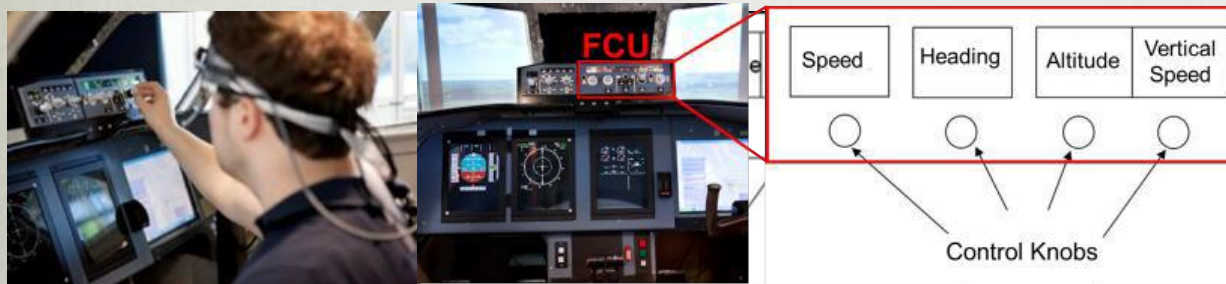 FCU
Speed
Heading
Altitude
Vertical
Speed
Control Knobs